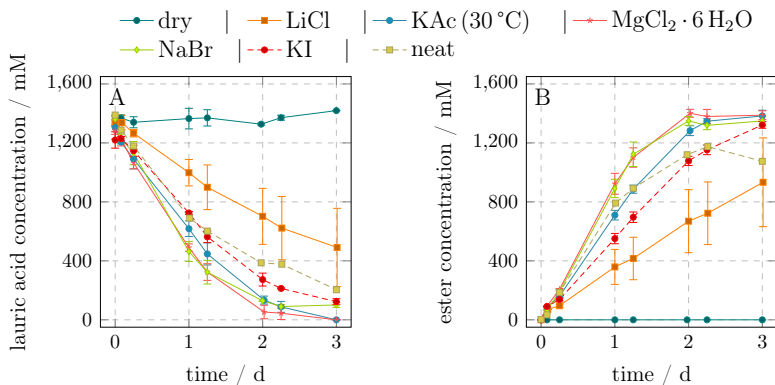 dry | LiCl | KAc (30 °C) | MgCl₂ · 6 H₂O
NaBr | KI | neat
A
lauric acid concentration / mM
1,600
1,200
800
400
0
0 1 2 3
time / d
B
ester concentration / mM
1,600
1,200
800
400
0
0 1 2 3
time / d